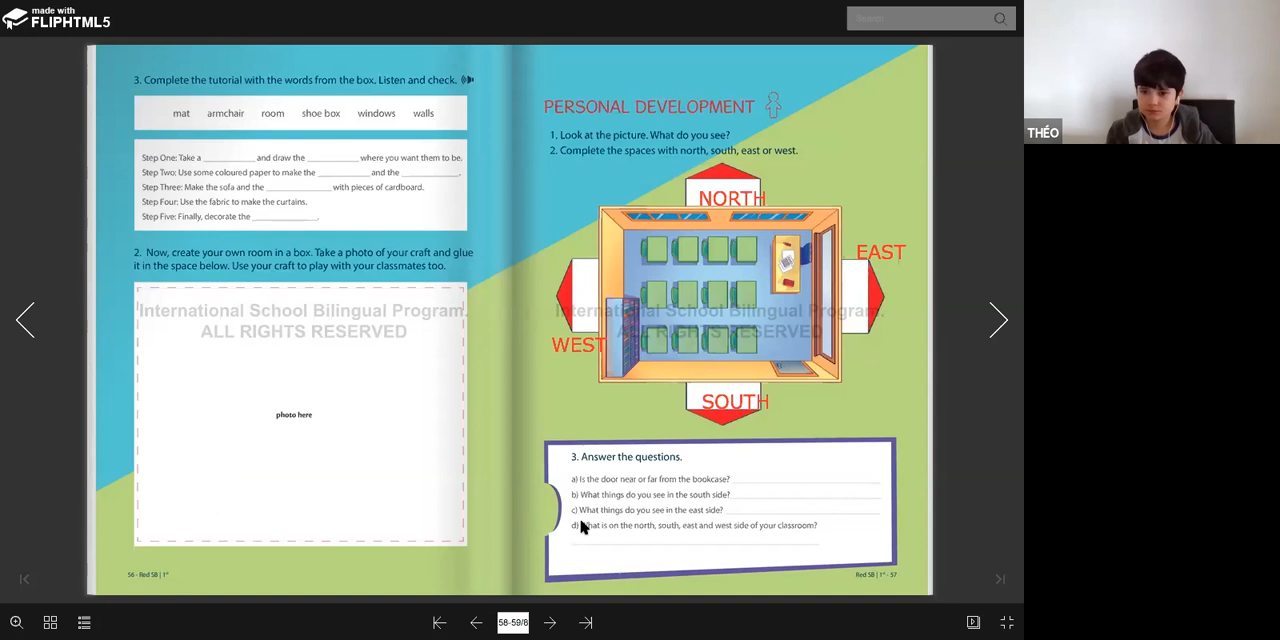 made with
FLIPHTML5
Search
3. Complete the tutorial with the words from the box. Listen and check.
mat armchair room shoe box windows walls
Step One: Take a ____________ and draw the ____________ where you want them to be.
Step Two: Use some coloured paper to make the ____________ and the ____________.
Step Three: Make the sofa and the ____________ with pieces of cardboard.
Step Four: Use the fabric to make the curtains.
Step Five: Finally, decorate the ____________.
2. Now, create your own room in a box. Take a photo of your craft and glue
it in the space below. Use your craft to play with your classmates too.
International School Bilingual Program.
ALL RIGHTS RESERVED
photo here
56 - Red SB | 1º
PERSONAL DEVELOPMENT
1. Look at the picture. What do you see?
2. Complete the spaces with north, south, east or west.
NORTH
EAST
International School Bilingual Program.
ALL RIGHTS RESERVED
WEST
SOUTH
3. Answer the questions.
a) Is the door near or far from the bookcase?
b) What things do you see in the south side?
c) What things do you see in the east side?
d) What is on the north, south, east and west side of your classroom?
Red SB | 1º - 57
58-59/8
THÉO